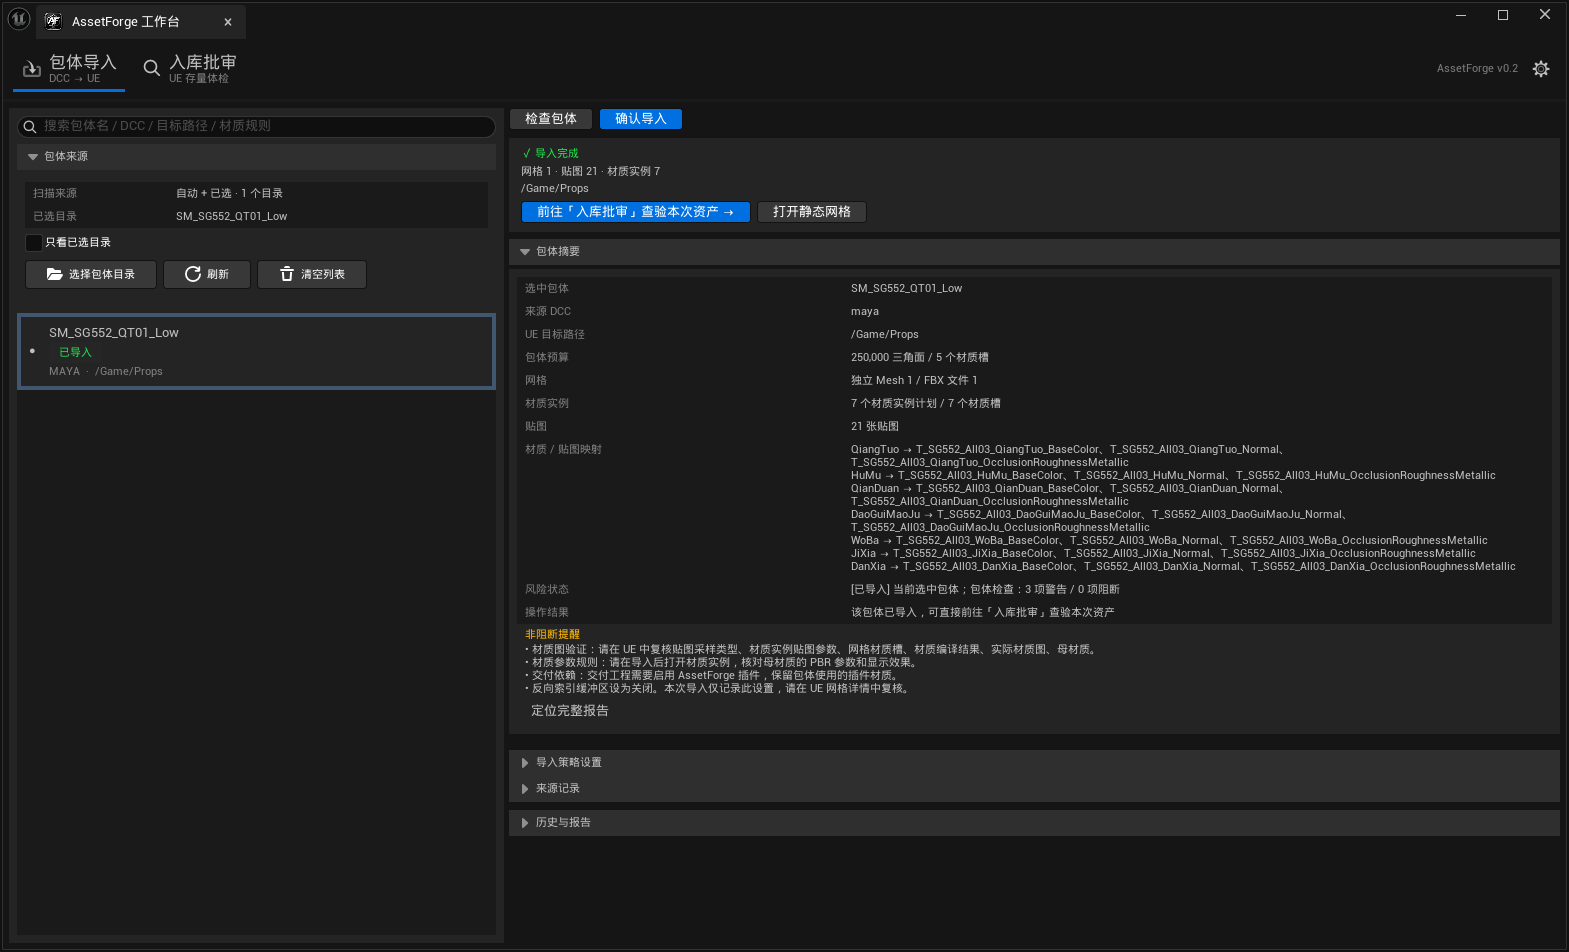 AssetForge 工作台
包体导入
DCC → UE
入库批审
UE 存量体检
AssetForge v0.2
搜索包体名 / DCC / 目标路径 / 材质规则
包体来源
扫描来源 自动 + 已选 · 1 个目录
已选目录 SM_SG552_QT01_Low
只看已选目录
选择包体目录 刷新 清空列表
SM_SG552_QT01_Low
已导入
MAYA · /Game/Props
检查包体 确认导入
√ 导入完成
网格 1 · 贴图 21 · 材质实例 7
/Game/Props
前往「入库批审」查验本次资产 → 打开静态网格
包体摘要
选中包体 SM_SG552_QT01_Low
来源 DCC maya
UE 目标路径 /Game/Props
包体预算 250,000 三角面 / 5 个材质槽
网格 独立 Mesh 1 / FBX 文件 1
材质实例 7 个材质实例计划 / 7 个材质槽
贴图 21 张贴图
材质 / 贴图映射 QiangTuo → T_SG552_All03_QiangTuo_BaseColor、T_SG552_All03_QiangTuo_Normal、
T_SG552_All03_QiangTuo_OcclusionRoughnessMetallic
HuMu → T_SG552_All03_HuMu_BaseColor、T_SG552_All03_HuMu_Normal、T_SG552_All03_HuMu_OcclusionRoughnessMetallic
QianDuan → T_SG552_All03_QianDuan_BaseColor、T_SG552_All03_QianDuan_Normal、
T_SG552_All03_QianDuan_OcclusionRoughnessMetallic
DaoGuiMaoJu → T_SG552_All03_DaoGuiMaoJu_BaseColor、T_SG552_All03_DaoGuiMaoJu_Normal、
T_SG552_All03_DaoGuiMaoJu_OcclusionRoughnessMetallic
WoBa → T_SG552_All03_WoBa_BaseColor、T_SG552_All03_WoBa_Normal、T_SG552_All03_WoBa_OcclusionRoughnessMetallic
JiXia → T_SG552_All03_JiXia_BaseColor、T_SG552_All03_JiXia_Normal、T_SG552_All03_JiXia_OcclusionRoughnessMetallic
DanXia → T_SG552_All03_DanXia_BaseColor、T_SG552_All03_DanXia_Normal、T_SG552_All03_DanXia_OcclusionRoughnessMetallic
风险状态 [已导入] 当前选中包体；包体检查：3 项警告 / 0 项阻断
操作结果 该包体已导入，可直接前往「入库批审」查验本次资产
非阻断提醒
• 材质图验证：请在 UE 中复核贴图采样类型、材质实例贴图参数、网格材质槽、材质编译结果、实际材质图、母材质。
• 材质参数规则：请在导入后打开材质实例，核对母材质的 PBR 参数和显示效果。
• 交付依赖：交付工程需要启用 AssetForge 插件，保留包体使用的插件材质。
• 反向索引缓冲区设为关闭。本次导入仅记录此设置，请在 UE 网格详情中复核。
定位完整报告
导入策略设置
来源记录
历史与报告